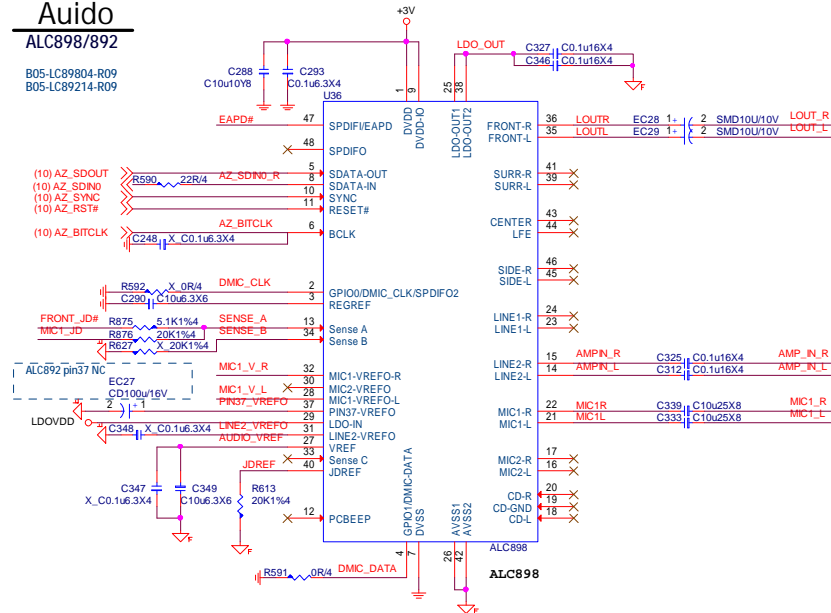 Auido
ALC898/892
B05-LC89804-R09
B05-LC89214-R09
+3V
C288
C10u10Y8
C293
C0.1u6.3X4
U36
LDO_OUT
C327 C0.1u16X4
C346 C0.1u16X4
F
1
9
25
38
DVDD
DVDD-IO
LDO-OUT1
LDO-OUT2
EAPD# 47 SPDIFI/EAPD
48 SPDIFO
(10) AZ_SDOUT 5 SDATA-OUT
(10) AZ_SDIN0 R590 22R/4 AZ_SDIN0_R 8 SDATA-IN
(10) AZ_SYNC 10 SYNC
(10) AZ_RST# 11 RESET#
(10) AZ_BITCLK AZ_BITCLK 6 BCLK
C248 X_C0.1u6.3X4
R592 X_0R/4 DMIC_CLK 2 GPIO0/DMIC_CLK/SPDIFO2
C290 C10u6.3X6 3 REGREF
FRONT_JD# R875 5.1K1%4 SENSE_A 13 Sense A
MIC1_JD R876 20K1%4 SENSE_B 34 Sense B
R627 X_20K1%4
ALC892 pin37 NC
EC27
CD100u/16V
2 + 1
LDOVDD
MIC1_V_R 32 MIC1-VREFO-R
30 MIC2-VREFO
MIC1_V_L 28 MIC1-VREFO-L
PIN37_VREFO 37 PIN37-VREFO
29 LDO-IN
C348 X_C0.1u6.3X4 LINE2_VREFO 31 LINE2-VREFO
AUDIO_VREF 27 VREF
33 Sense C
JDREF 40 JDREF
C347
X_C0.1u6.3X4
C349
C10u6.3X6
R613
20K1%4
F
F
12 PCBEEP
GPIO1/DMIC-DATA
DVSS
AVSS1
AVSS2
4
7
26
42
R591 0R/4 DMIC_DATA
F
ALC898
ALC898
FRONT-R 36 LOUTR EC28 1 + 2 SMD10U/10V LOUT_R
FRONT-L 35 LOUTL EC29 1 + 2 SMD10U/10V LOUT_L
SURR-R 41
SURR-L 39
CENTER 43
LFE 44
SIDE-R 46
SIDE-L 45
LINE1-R 24
LINE1-L 23
LINE2-R 15 AMPIN_R C325 C0.1u16X4 AMP_IN_R
LINE2-L 14 AMPIN_L C312 C0.1u16X4 AMP_IN_L
MIC1-R 22 MIC1R C339 C10u25X8 MIC1_R
MIC1-L 21 MIC1L C333 C10u25X8 MIC1_L
MIC2-R 17
MIC2-L 16
CD-R 20
CD-GND 19
CD-L 18